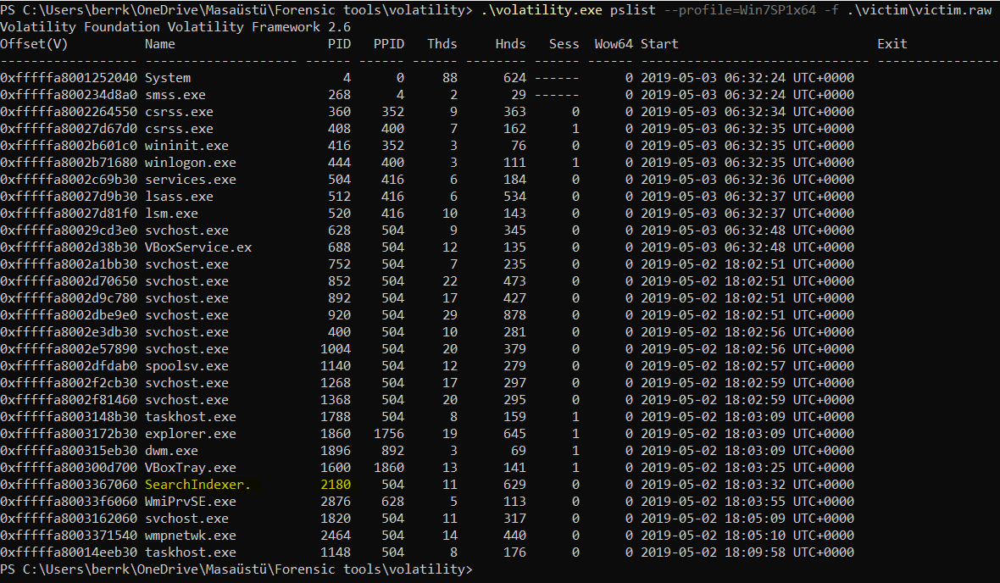 PS C:\Users\berrk\OneDrive\Masaüstü\Forensic tools\volatility> .\volatility.exe pslist --profile=Win7SP1x64 -f .\victim\victim.raw
Volatility Foundation Volatility Framework 2.6
Offset(V) Name PID PPID Thds Hnds Sess Wow64 Start Exit
------------------ -------------------- ------ ------ ------ -------- ------ ------ ------------------------------ ----------------
0xfffffa8001252040 System 4 0 88 624 ------ 0 2019-05-03 06:32:24 UTC+0000
0xfffffa800234d8a0 smss.exe 268 4 2 29 ------ 0 2019-05-03 06:32:24 UTC+0000
0xfffffa8002264550 csrss.exe 360 352 9 363 0 0 2019-05-03 06:32:34 UTC+0000
0xfffffa80027d67d0 csrss.exe 408 400 7 162 1 0 2019-05-03 06:32:35 UTC+0000
0xfffffa8002b601c0 wininit.exe 416 352 3 76 0 0 2019-05-03 06:32:35 UTC+0000
0xfffffa8002b71680 winlogon.exe 444 400 3 111 1 0 2019-05-03 06:32:35 UTC+0000
0xfffffa8002c69b30 services.exe 504 416 6 184 0 0 2019-05-03 06:32:36 UTC+0000
0xfffffa80027d9b30 lsass.exe 512 416 6 534 0 0 2019-05-03 06:32:37 UTC+0000
0xfffffa80027d81f0 lsm.exe 520 416 10 143 0 0 2019-05-03 06:32:37 UTC+0000
0xfffffa80029cd3e0 svchost.exe 628 504 9 345 0 0 2019-05-03 06:32:48 UTC+0000
0xfffffa8002d38b30 VBoxService.ex 688 504 12 135 0 0 2019-05-03 06:32:48 UTC+0000
0xfffffa8002a1bb30 svchost.exe 752 504 7 235 0 0 2019-05-02 18:02:51 UTC+0000
0xfffffa8002d70650 svchost.exe 852 504 22 473 0 0 2019-05-02 18:02:51 UTC+0000
0xfffffa8002d9c780 svchost.exe 892 504 17 427 0 0 2019-05-02 18:02:51 UTC+0000
0xfffffa8002dbe9e0 svchost.exe 920 504 29 878 0 0 2019-05-02 18:02:51 UTC+0000
0xfffffa8002e3db30 svchost.exe 400 504 10 281 0 0 2019-05-02 18:02:56 UTC+0000
0xfffffa8002e57890 svchost.exe 1004 504 20 379 0 0 2019-05-02 18:02:56 UTC+0000
0xfffffa8002dfdab0 spoolsv.exe 1140 504 12 279 0 0 2019-05-02 18:02:57 UTC+0000
0xfffffa8002f2cb30 svchost.exe 1268 504 17 297 0 0 2019-05-02 18:02:59 UTC+0000
0xfffffa8002f81460 svchost.exe 1368 504 20 295 0 0 2019-05-02 18:02:59 UTC+0000
0xfffffa8003148b30 taskhost.exe 1788 504 8 159 1 0 2019-05-02 18:03:09 UTC+0000
0xfffffa8003172b30 explorer.exe 1860 1756 19 645 1 0 2019-05-02 18:03:09 UTC+0000
0xfffffa800315eb30 dwm.exe 1896 892 3 69 1 0 2019-05-02 18:03:09 UTC+0000
0xfffffa800300d700 VBoxTray.exe 1600 1860 13 141 1 0 2019-05-02 18:03:25 UTC+0000
0xfffffa8003367060 SearchIndexer. 2180 504 11 629 0 0 2019-05-02 18:03:32 UTC+0000
0xfffffa80033f6060 WmiPrvSE.exe 2876 628 5 113 0 0 2019-05-02 18:03:55 UTC+0000
0xfffffa8003162060 svchost.exe 1820 504 11 317 0 0 2019-05-02 18:05:09 UTC+0000
0xfffffa8003371540 wmpnetwk.exe 2464 504 14 440 0 0 2019-05-02 18:05:10 UTC+0000
0xfffffa80014eeb30 taskhost.exe 1148 504 8 176 0 0 2019-05-02 18:09:58 UTC+0000
PS C:\Users\berrk\OneDrive\Masaüstü\Forensic tools\volatility>